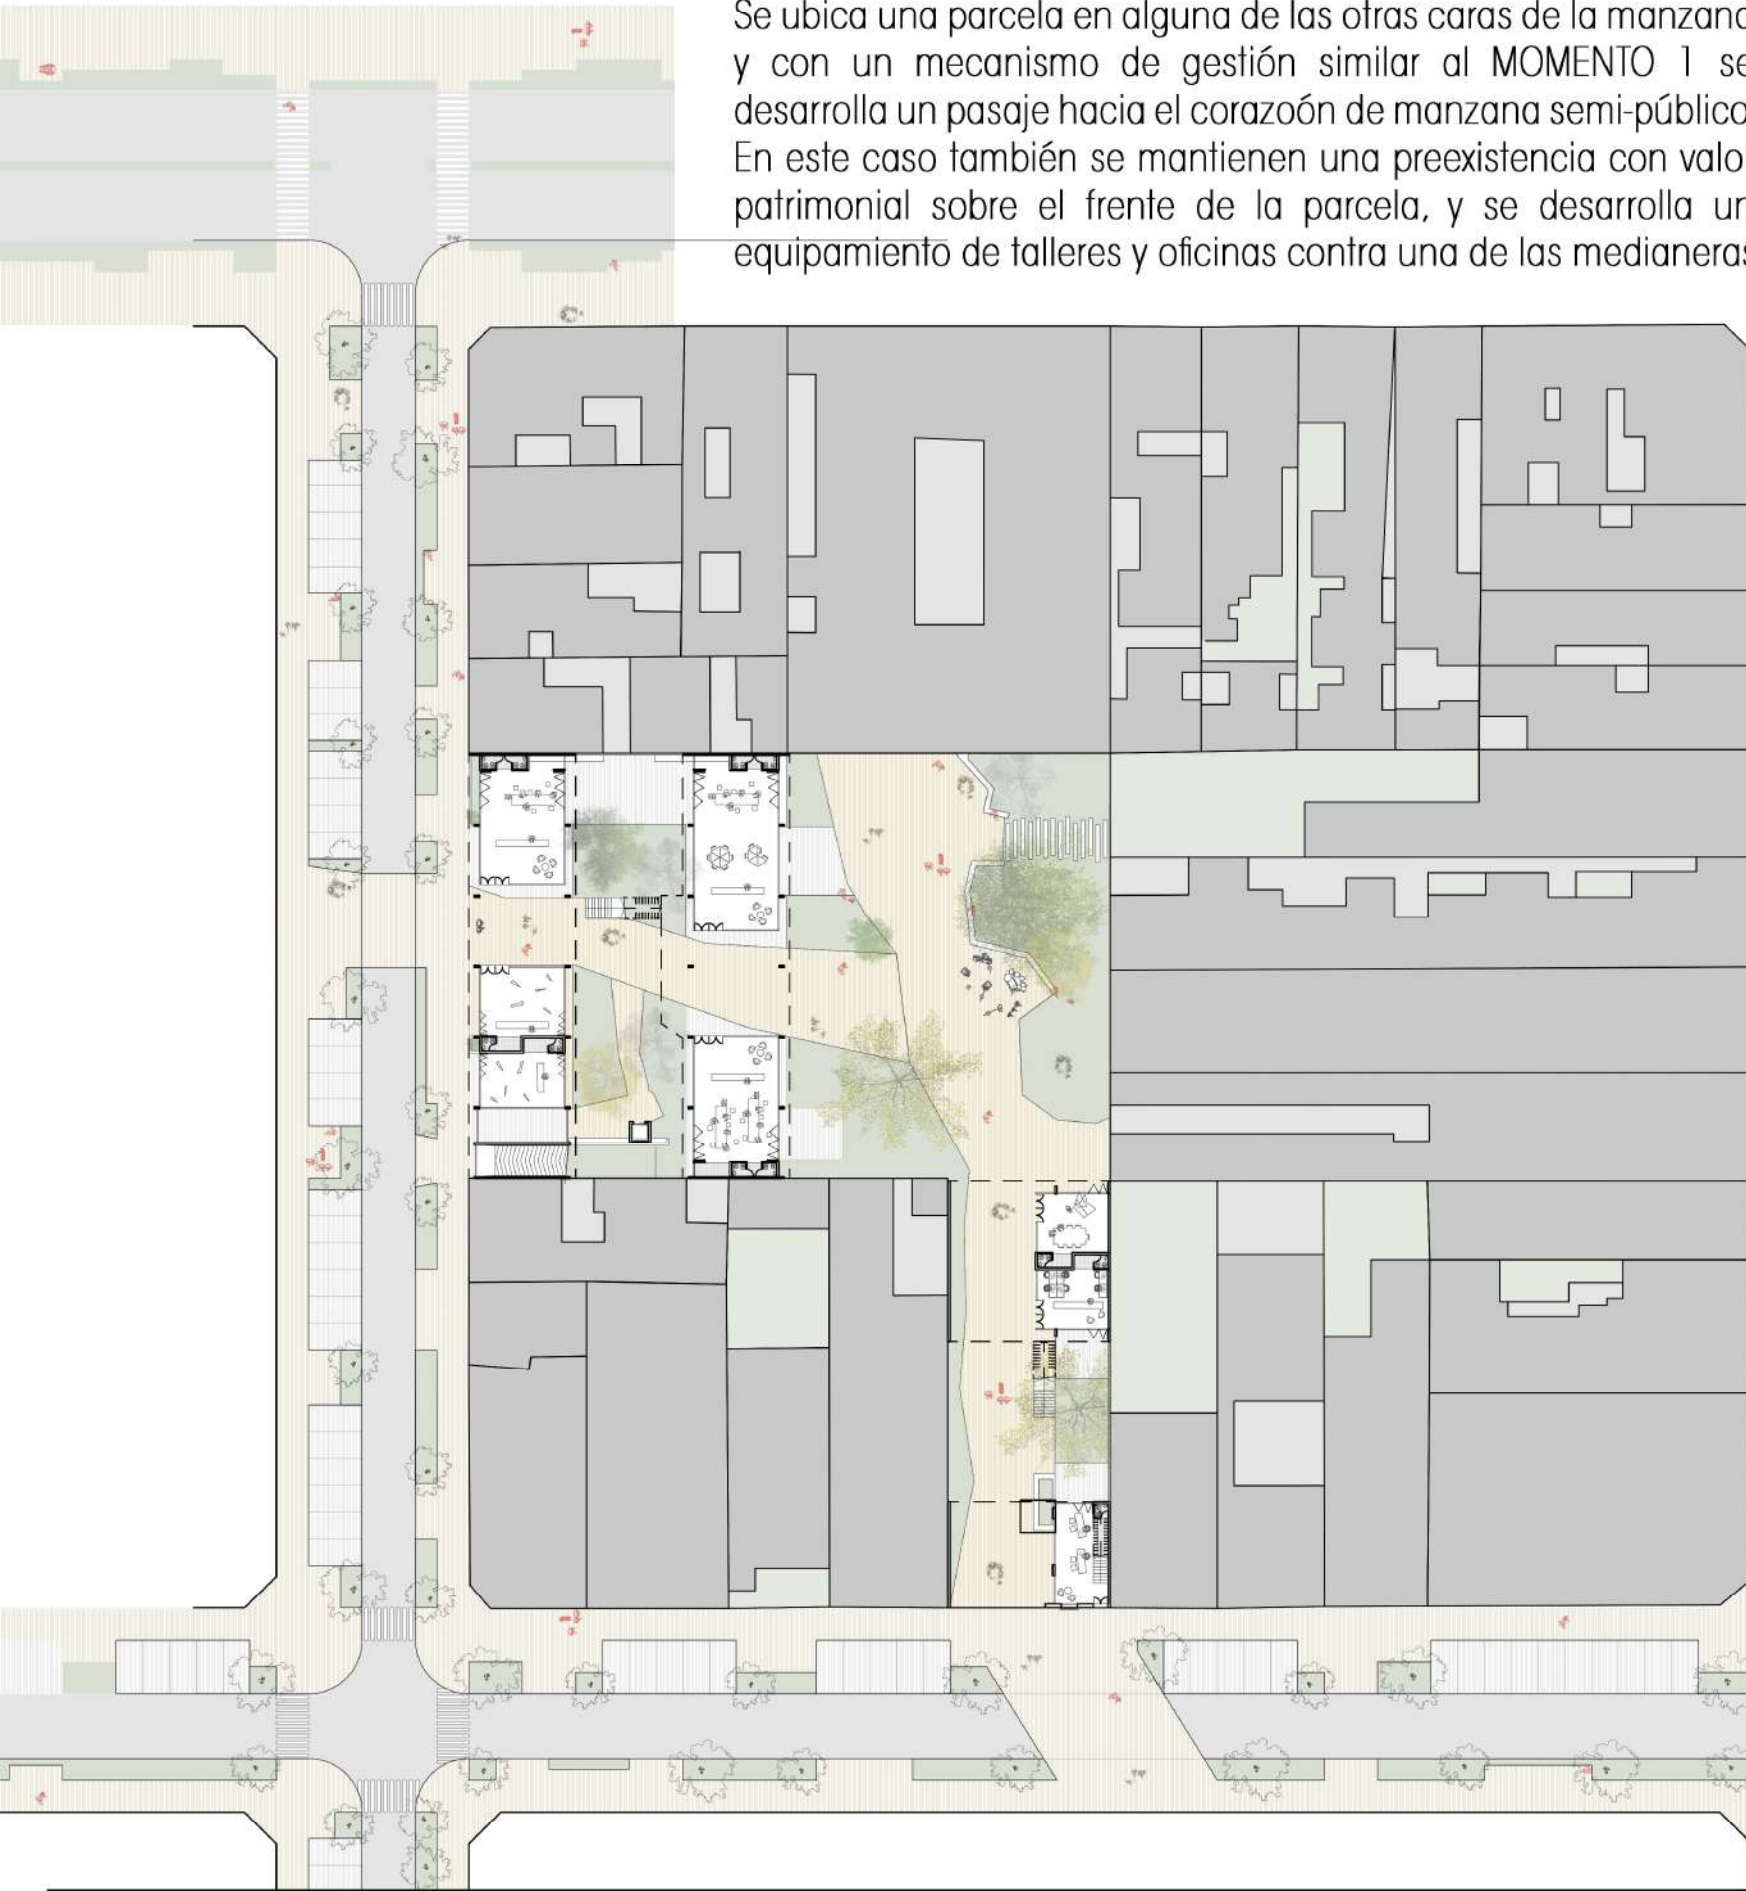 Se ubica una parcela en alguna de las otras caras de la manzana
y con un mecanismo de gestión similar al MOMENTO 1 se
desarrolla un pasaje hacia el corazoón de manzana semi-público
En este caso también se mantienen una preexistencia con valo
patrimonial sobre el frente de la parcela, y se desarrolla un
equipamiento de talleres y oficinas contra una de las medianeras